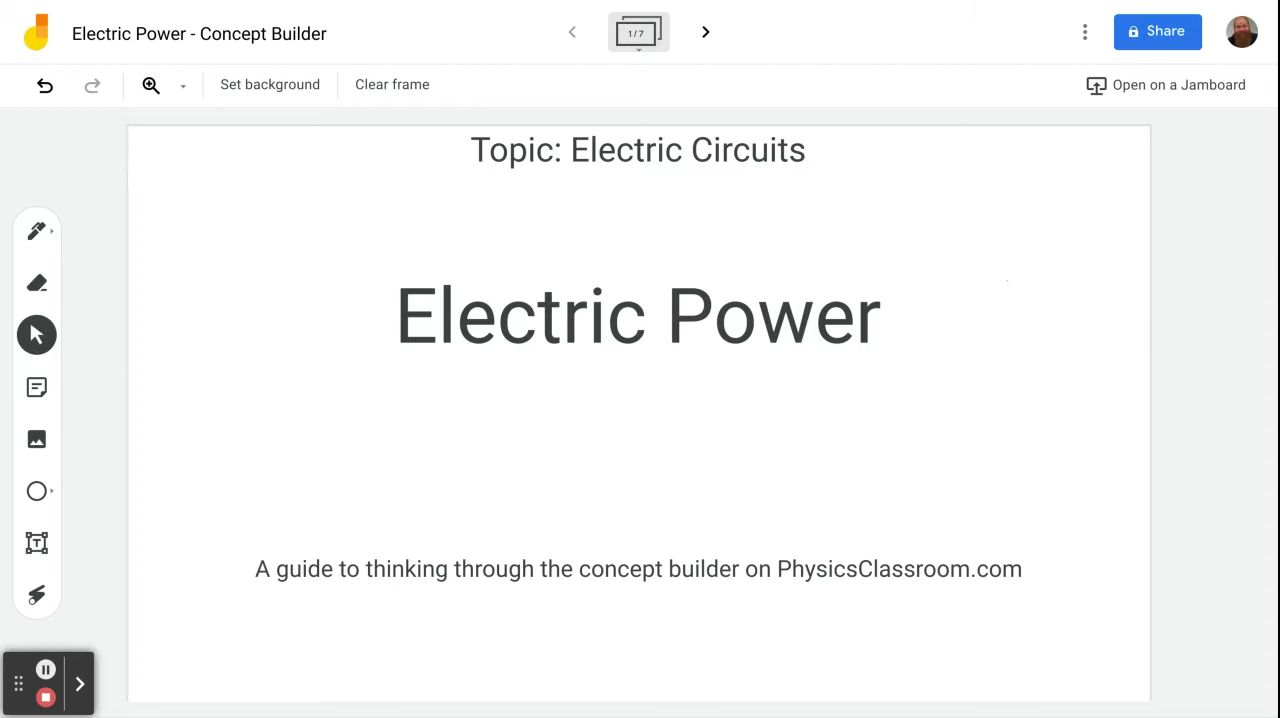 Electric Power - Concept Builder
1/7
Share
Set background
Clear frame
Open on a Jamboard
Topic: Electric Circuits
Electric Power
A guide to thinking through the concept builder on PhysicsClassroom.com